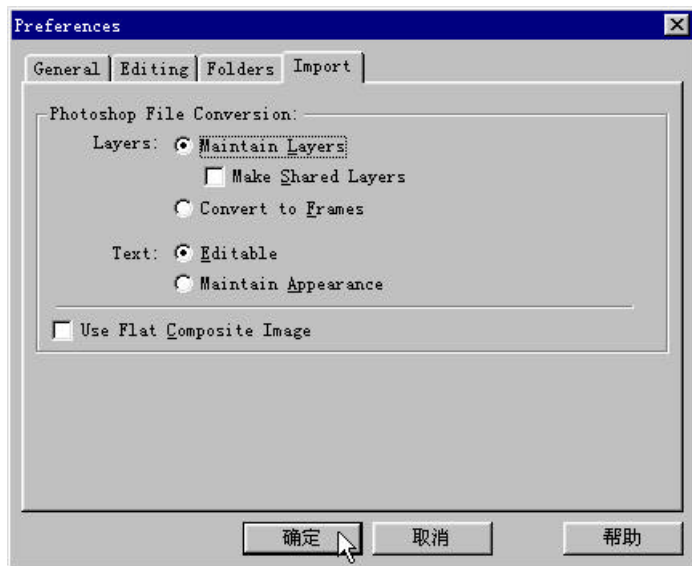 Preferences
General Editing Folders Import
Photoshop File Conversion:
Layers: Maintain Layers
Make Shared Layers
Convert to Frames
Text: Editable
Maintain Appearance
Use Flat Composite Image
确定 取消 帮助